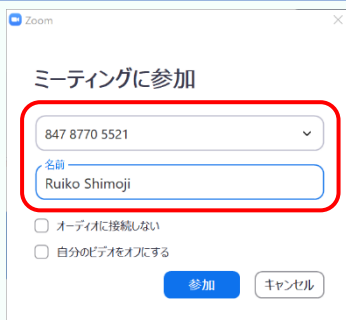 Zoom
ミーティングに参加
847 8770 5521
名前
Ruiko Shimoji
オーディオに接続しない
自分のビデオをオフにする
参加 キャンセル